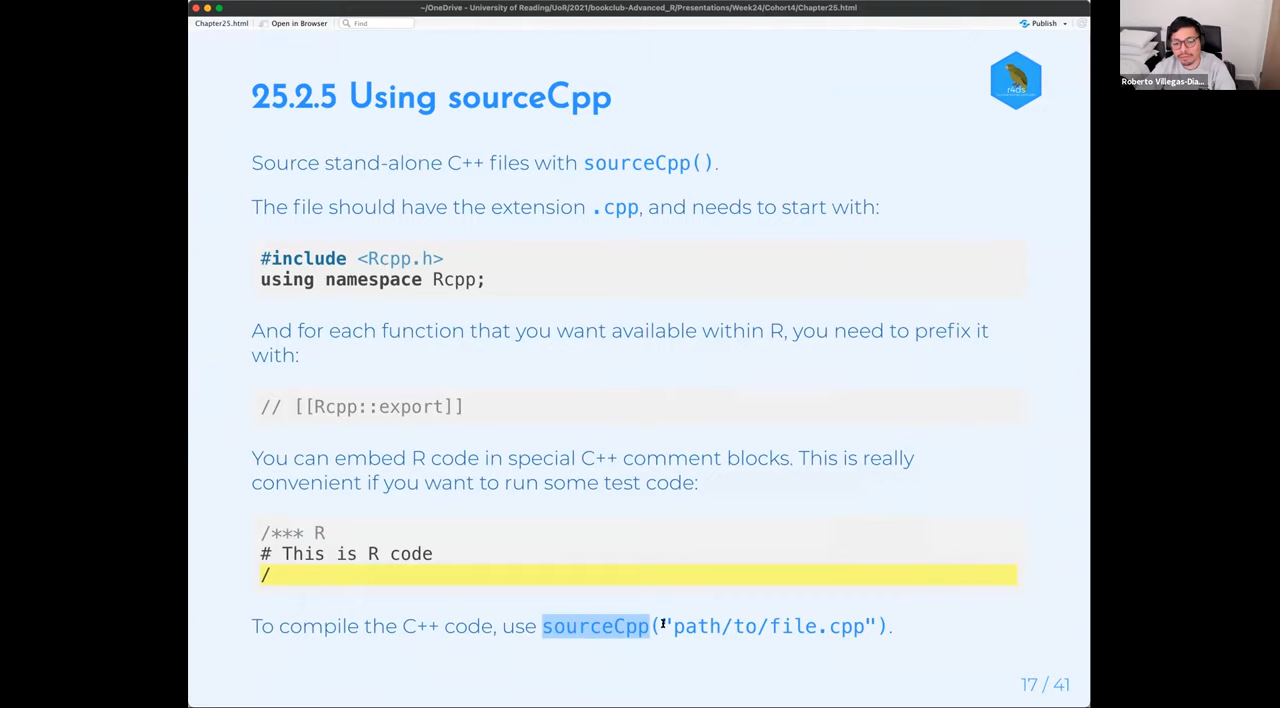 ~/OneDrive - University of Reading/UoR/2021/bookclub-Advanced_R/Presentations/Week24/Cohort4/Chapter25.html
Chapter25.html Open in Browser Find Publish
25.2.5 Using sourceCpp
r4ds
Roberto Villegas-Dia...
Source stand-alone C++ files with sourceCpp().
The file should have the extension .cpp, and needs to start with:
#include <Rcpp.h>
using namespace Rcpp;
And for each function that you want available within R, you need to prefix it
with:
// [[Rcpp::export]]
You can embed R code in special C++ comment blocks. This is really
convenient if you want to run some test code:
/*** R
# This is R code
/
To compile the C++ code, use sourceCpp("path/to/file.cpp").
17 / 41